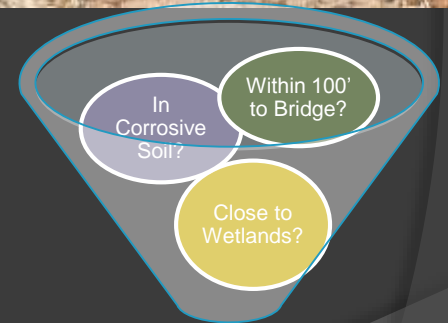 In
Corrosive
Soil?
Within 100’
to Bridge?
Close to
Wetlands?